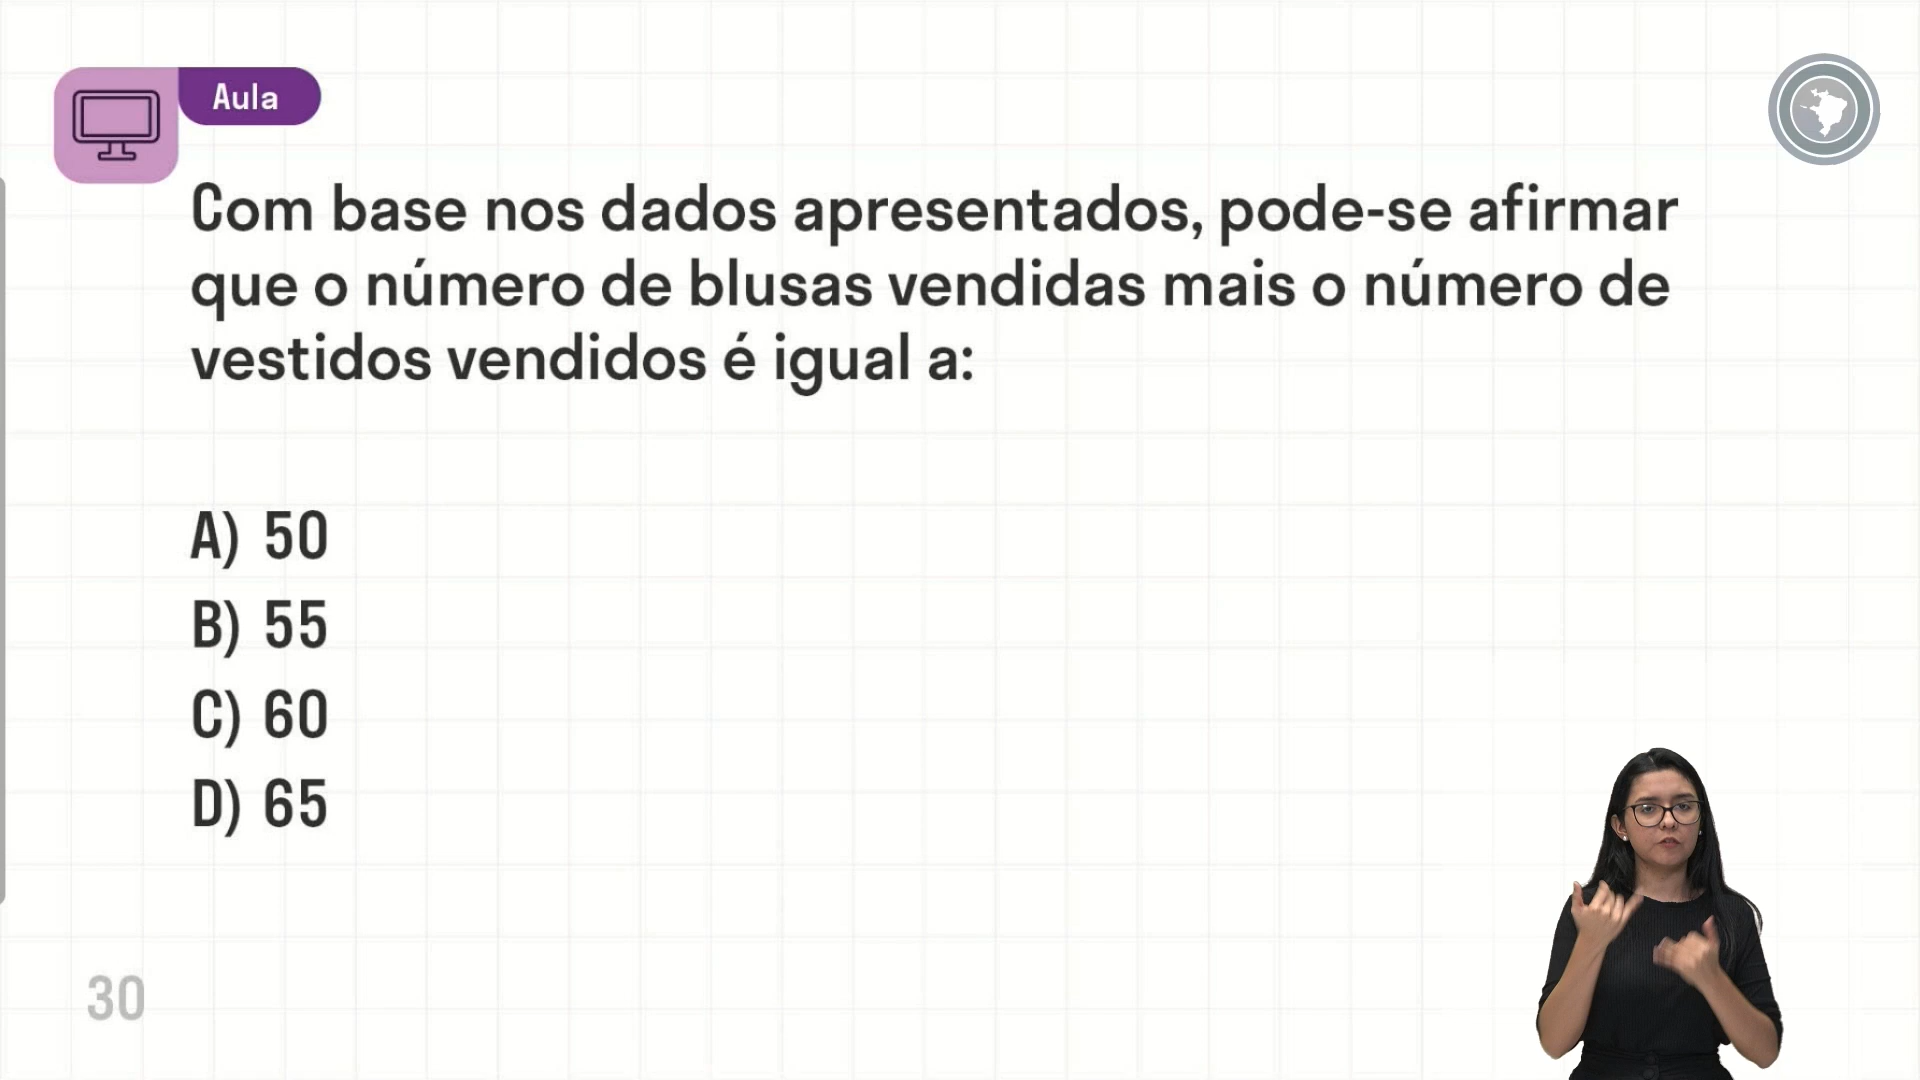 Aula
Com base nos dados apresentados, pode-se afirmar
que o número de blusas vendidas mais o número de
vestidos vendidos é igual a:
A) 50
B) 55
C) 60
D) 65
30